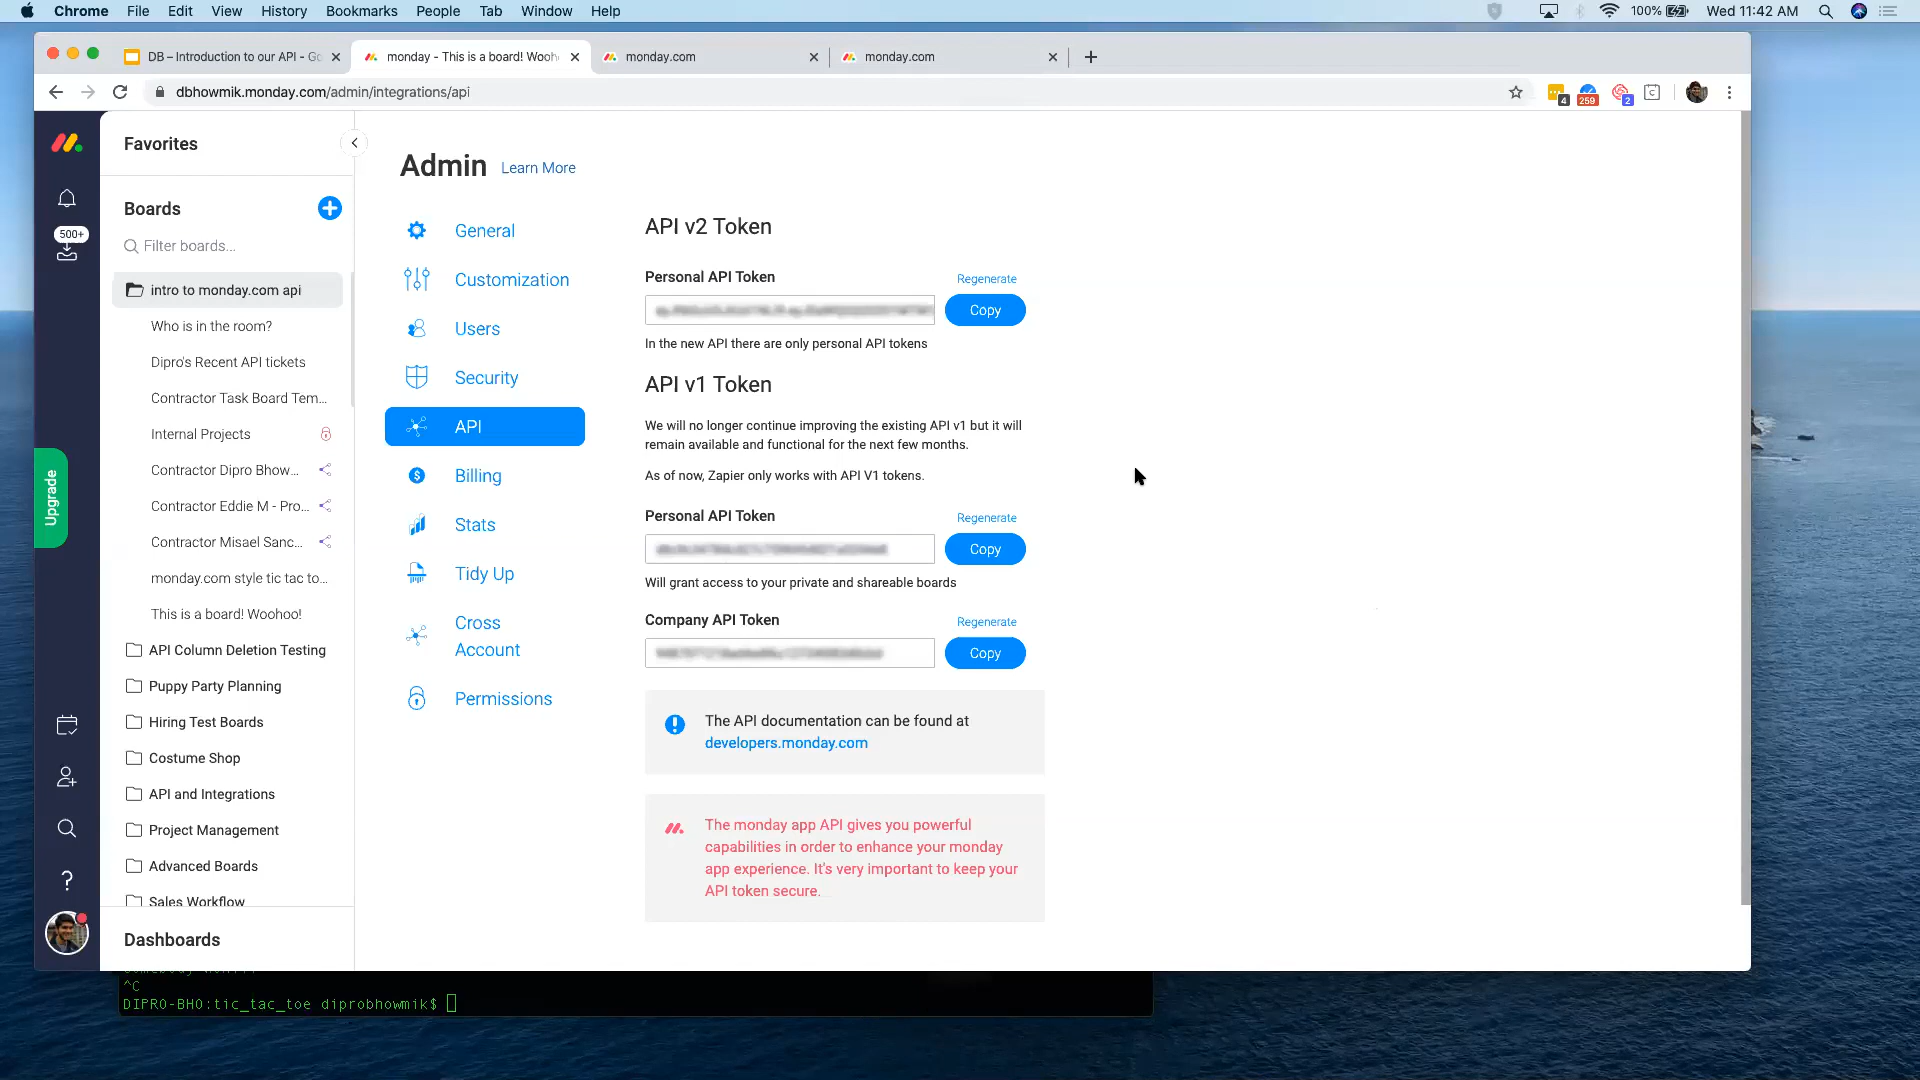 Chrome File Edit View History Bookmarks People Tab Window Help
100% Wed 11:42 AM
DB – Introduction to our API - Go
monday - This is a board! Wooh
monday.com
monday.com
dbhowmik.monday.com/admin/integrations/api
4
259
2
Favorites
Boards
Filter boards...
500+
intro to monday.com api
Who is in the room?
Dipro's Recent API tickets
Contractor Task Board Tem...
Internal Projects
Contractor Dipro Bhow...
Contractor Eddie M - Pro...
Contractor Misael Sanc...
monday.com style tic tac to...
This is a board! Woohoo!
API Column Deletion Testing
Puppy Party Planning
Hiring Test Boards
Costume Shop
API and Integrations
Project Management
Advanced Boards
Sales Workflow
Dashboards
Upgrade
Admin Learn More
General
Customization
Users
Security
API
Billing
Stats
Tidy Up
Cross
Account
Permissions
API v2 Token
Personal API Token Regenerate
Copy
In the new API there are only personal API tokens
API v1 Token
We will no longer continue improving the existing API v1 but it will
remain available and functional for the next few months.
As of now, Zapier only works with API V1 tokens.
Personal API Token Regenerate
Copy
Will grant access to your private and shareable boards
Company API Token Regenerate
Copy
The API documentation can be found at
developers.monday.com
The monday app API gives you powerful
capabilities in order to enhance your monday
app experience. It's very important to keep your
API token secure.
^C
DIPRO-BHO:tic_tac_toe diprobhowmik$